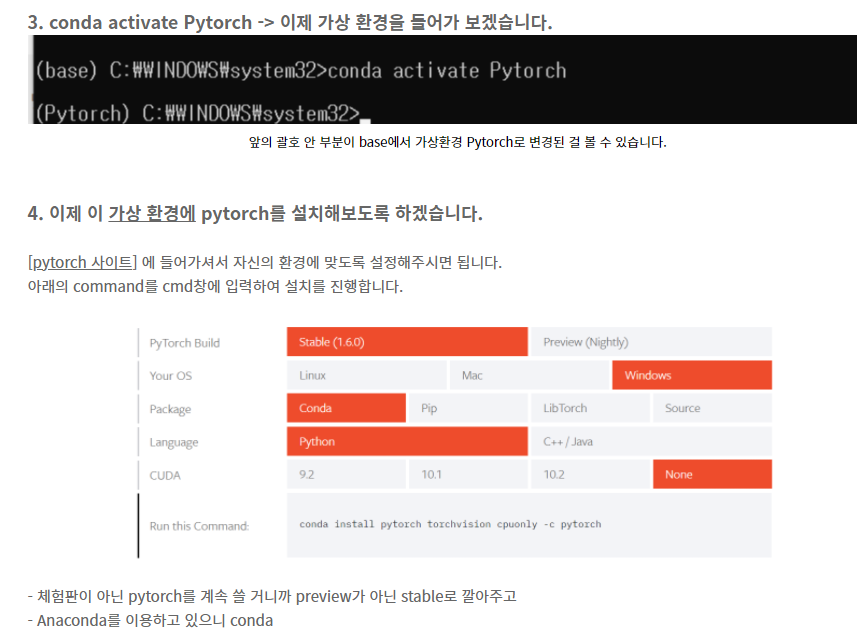 3. conda activate Pytorch -> 이제 가상 환경을 들어가 보겠습니다.
(base) C:₩WINDOWS₩system32>conda activate Pytorch
(Pytorch) C:₩WINDOWS₩system32>_
앞의 괄호 안 부분이 base에서 가상환경 Pytorch로 변경된 걸 볼 수 있습니다.
4. 이제 이 가상 환경에 pytorch를 설치해보도록 하겠습니다.
[pytorch 사이트] 에 들어가셔서 자신의 환경에 맞도록 설정해주시면 됩니다.
아래의 command를 cmd창에 입력하여 설치를 진행합니다.
PyTorch Build Stable (1.6.0) Preview (Nightly)
Your OS Linux Mac Windows
Package Conda Pip LibTorch Source
Language Python C++ / Java
CUDA 9.2 10.1 10.2 None
Run this Command: conda install pytorch torchvision cpuonly -c pytorch
- 체험판이 아닌 pytorch를 계속 쓸 거니까 preview가 아닌 stable로 깔아주고
- Anaconda를 이용하고 있으니 conda